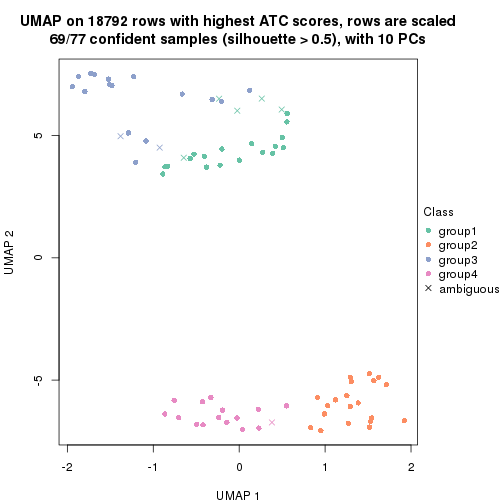 UMAP on 18792 rows with highest ATC scores, rows are scaled
69/77 confident samples (silhouette > 0.5), with 10 PCs
5
0
-5
UMAP 2
-2
-1
0
1
2
UMAP 1
Class
group1
group2
group3
group4
ambiguous